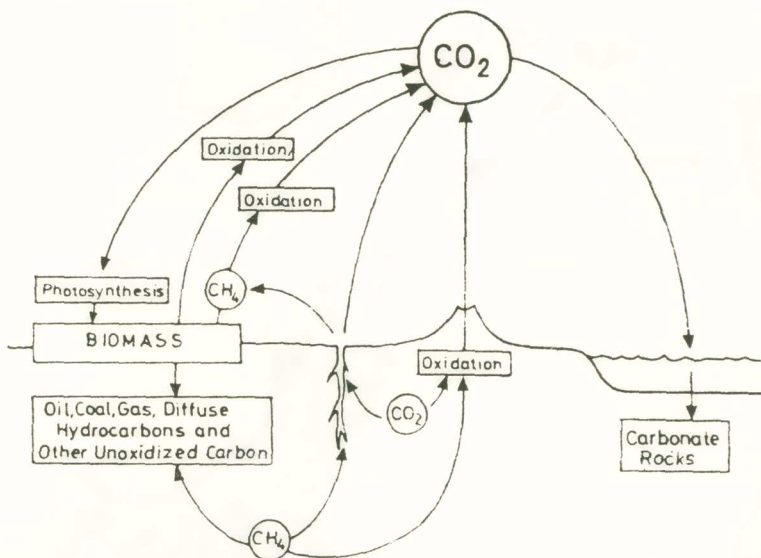 CO₂
Oxidation
Oxidation
Photosynthesis
CH₄
BIOMASS
Oxidation
CO₂
Oil, Coal, Gas, Diffuse
Hydrocarbons and
Other Unoxidized Carbon
Carbonate
Rocks
CH₄